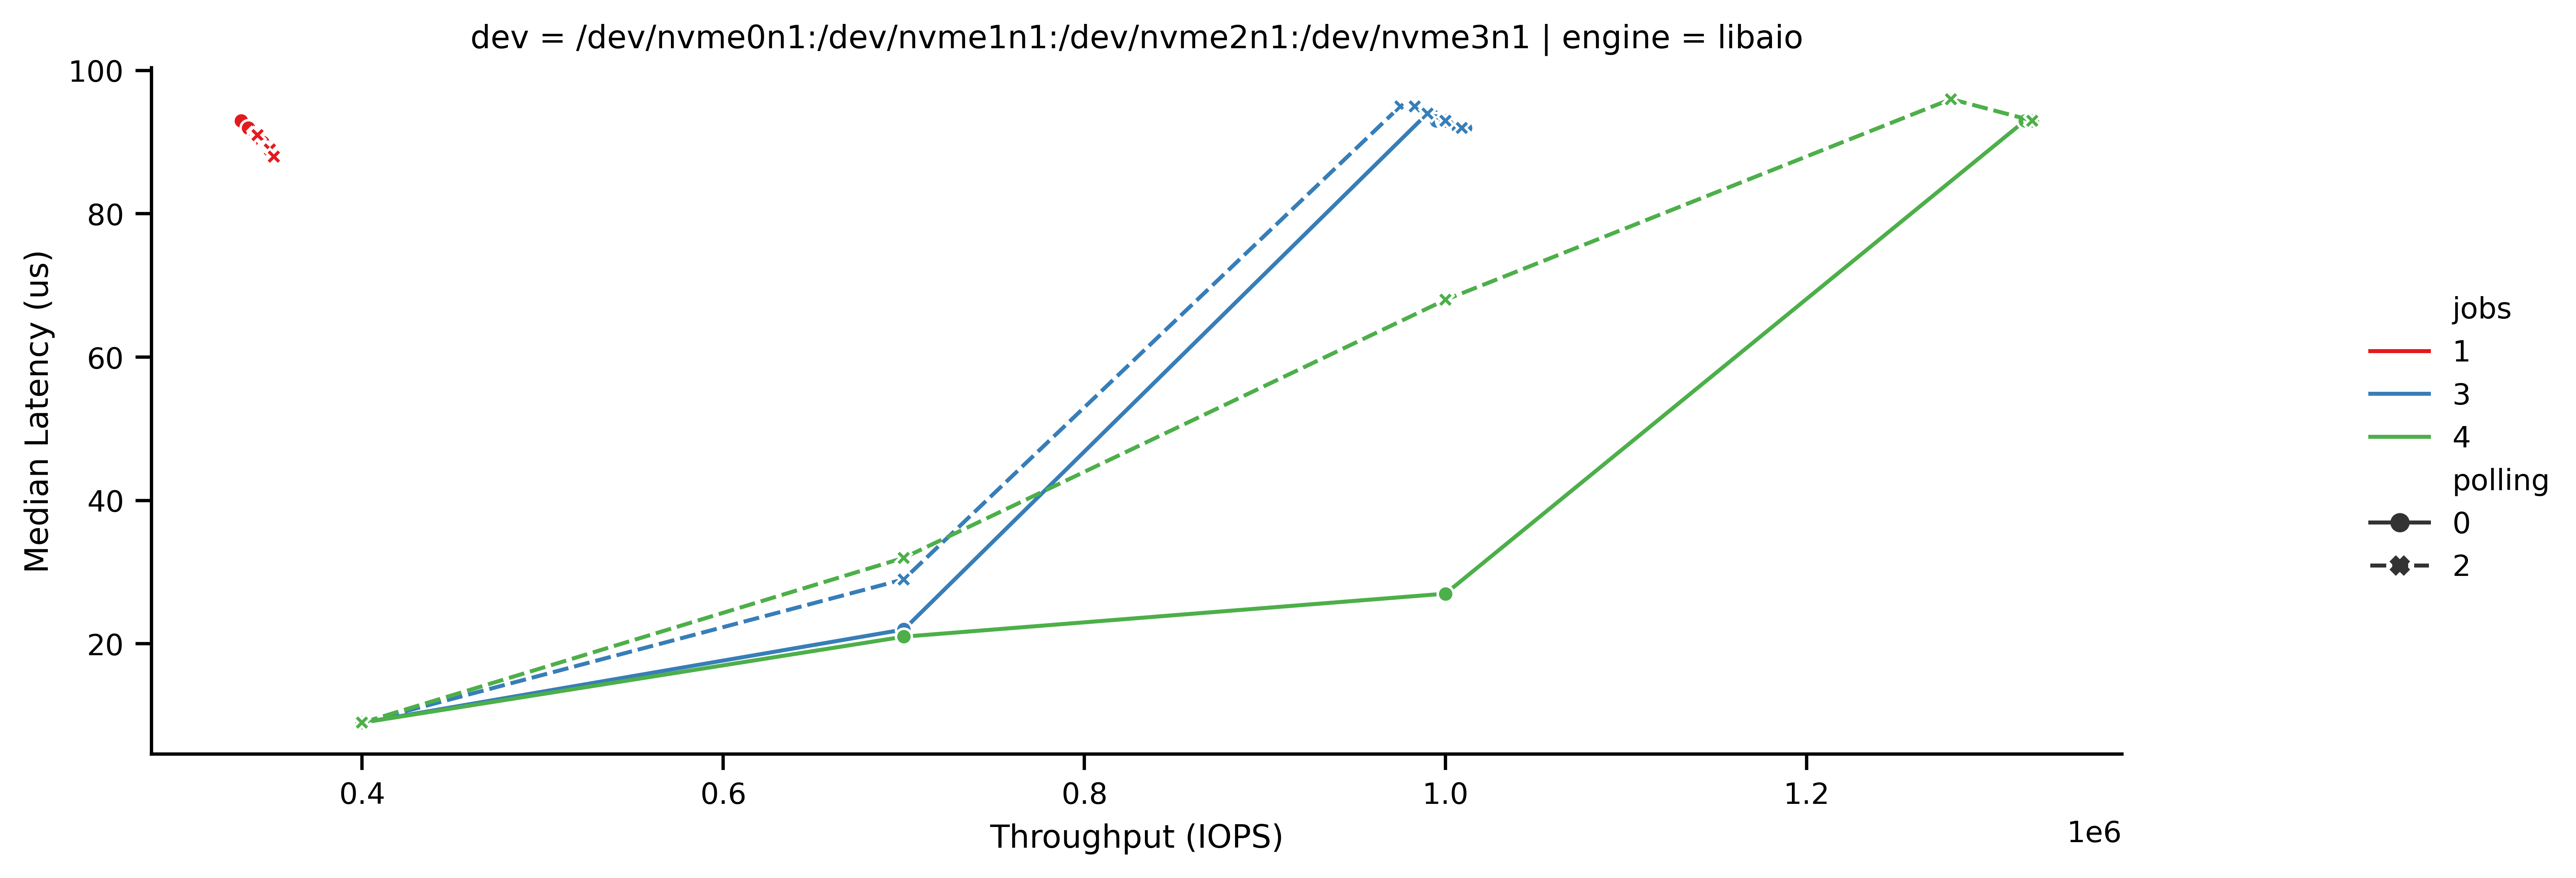 dev = /dev/nvme0n1:/dev/nvme1n1:/dev/nvme2n1:/dev/nvme3n1 | engine = libaio
100
80
60
40
20
Median Latency (us)
0.4
0.6
0.8
1.0
1.2
1e6
Throughput (IOPS)
jobs
1
3
4
polling
0
2